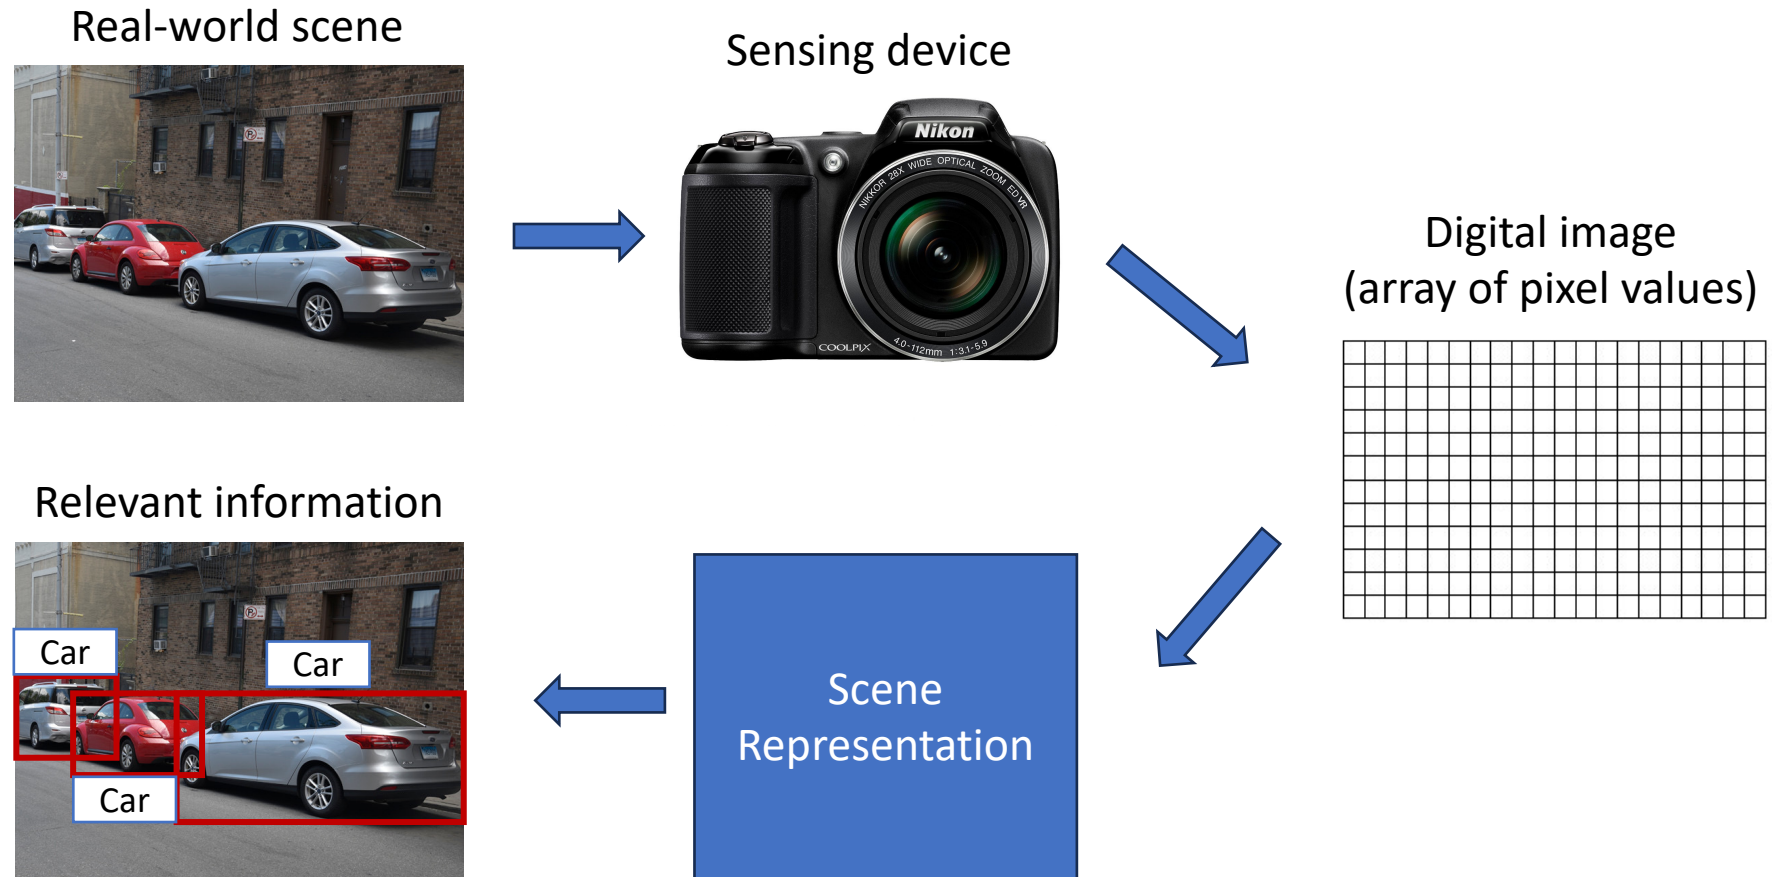 Real-world scene
Sensing device
Nikon
NIKKOR 28X WIDE OPTICAL ZOOM ED VR
COOLPIX
4.0-112mm 1:3.1-5.9
Digital image
(array of pixel values)
Relevant information
Car
Car
Car
Scene
Representation